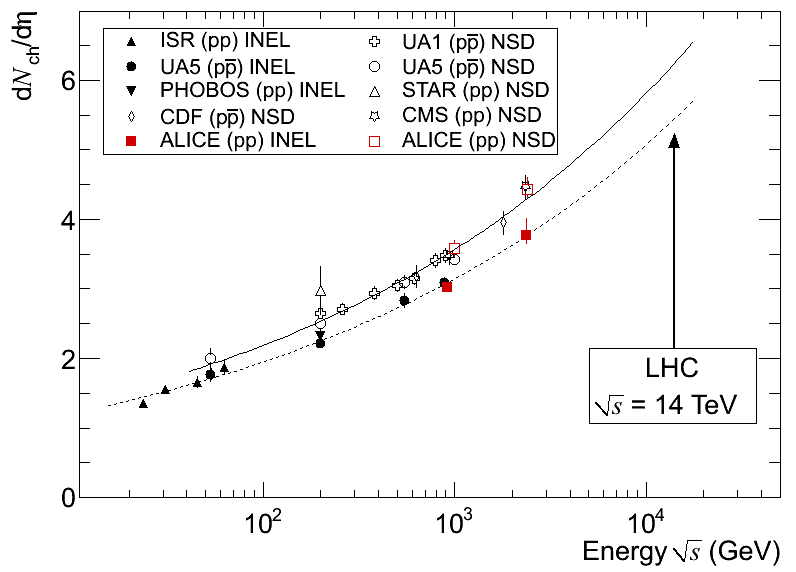 dN_ch/dη
6
4
2
0
ISR (pp) INEL
UA5 (pp̅) INEL
PHOBOS (pp) INEL
CDF (pp̅) NSD
ALICE (pp) INEL
UA1 (pp̅) NSD
UA5 (pp̅) NSD
STAR (pp) NSD
CMS (pp) NSD
ALICE (pp) NSD
LHC
√s = 14 TeV
10²
10³
10⁴
Energy √s (GeV)